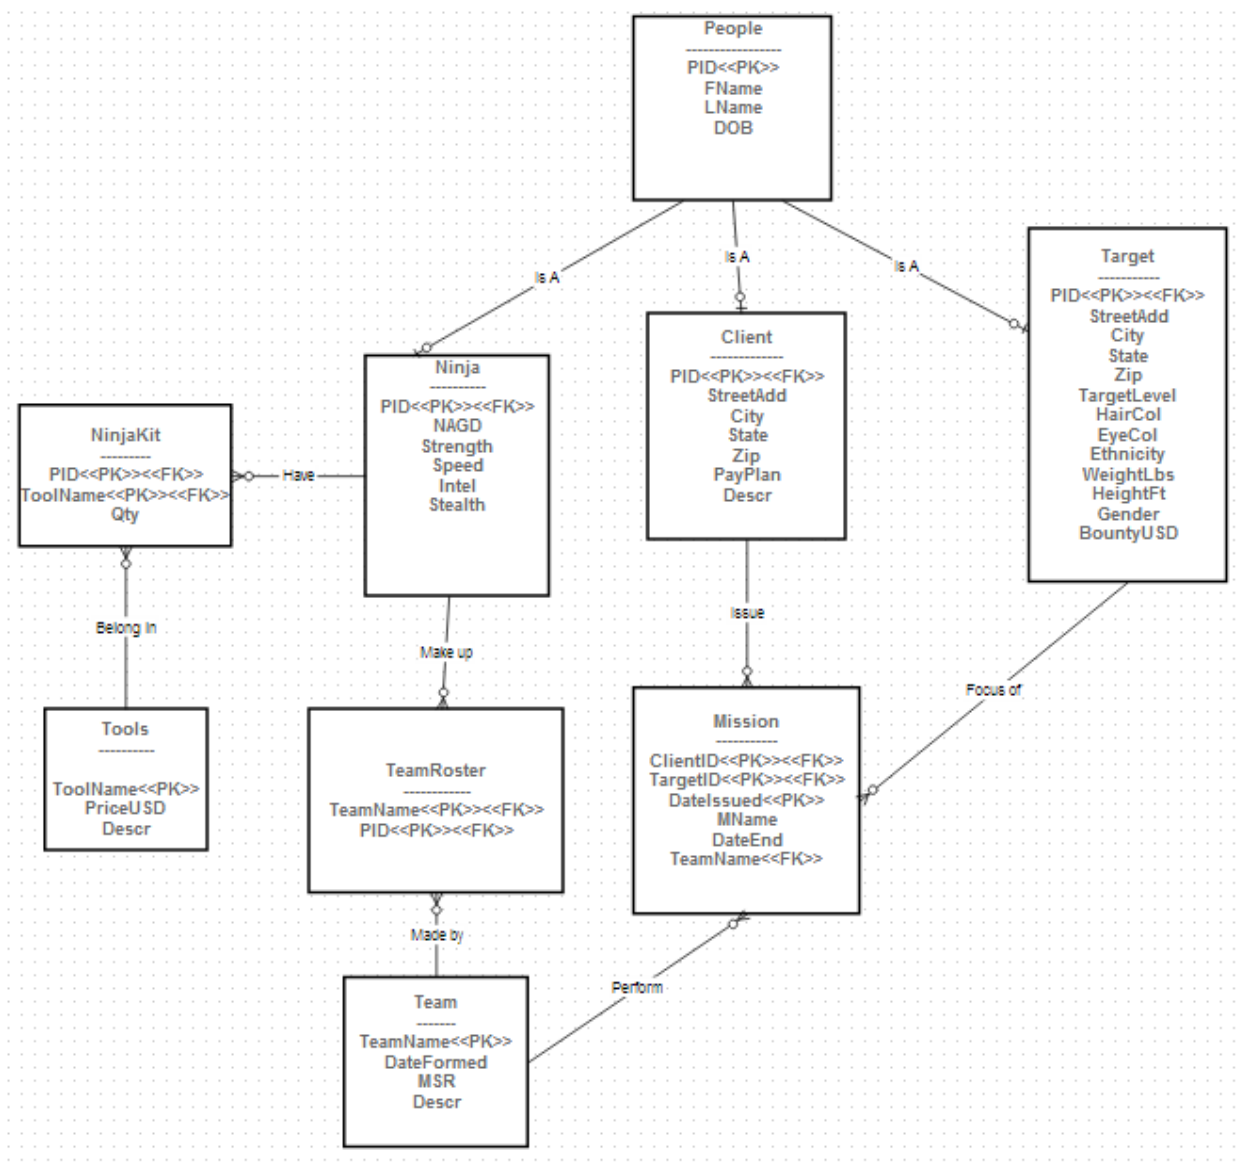 People
-----------------
PID<<PK>>
FName
LName
DOB
Is A
Is A
Is A
Target
-----------
PID<<PK>><<FK>>
StreetAdd
City
State
Zip
TargetLevel
HairCol
EyeCol
Ethnicity
WeightLbs
HeightFt
Gender
BountyUSD
Client
-------------
PID<<PK>><<FK>>
StreetAdd
City
State
Zip
PayPlan
Descr
Ninja
----------
PID<<PK>><<FK>>
NAGD
Strength
Speed
Intel
Stealth
NinjaKit
---------
PID<<PK>><<FK>>
ToolName<<PK>><<FK>>
Qty
Have
Belong In
Make up
Issue
Focus of
Tools
----------
ToolName<<PK>>
PriceUSD
Descr
TeamRoster
------------
TeamName<<PK>><<FK>>
PID<<PK>><<FK>>
Mission
-----------
ClientID<<PK>><<FK>>
TargetID<<PK>><<FK>>
DateIssued<<PK>>
MName
DateEnd
TeamName<<FK>>
Made by
Perform
Team
-------
TeamName<<PK>>
DateFormed
MSR
Descr